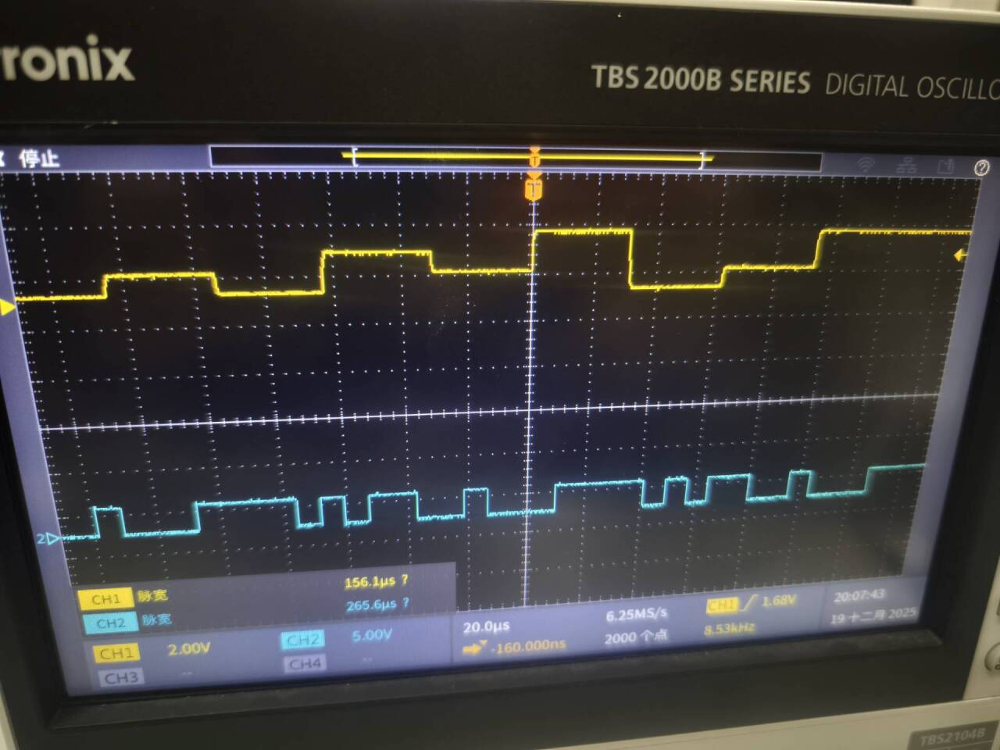 ronix
TBS 2000B SERIES DIGITAL OSCILLO
停止
T
T
?
2
CH1 脉宽 156.1µs ?
CH2 脉宽 265.6µs ?
CH1 2.00V CH2 5.00V
CH3 -- CH4 --
20.0µs 6.25MS/s
-160.000ns 2000 个点
CH1 1.68V
8.53kHz
20:07:43
19 十二月 2025
TBS2104B